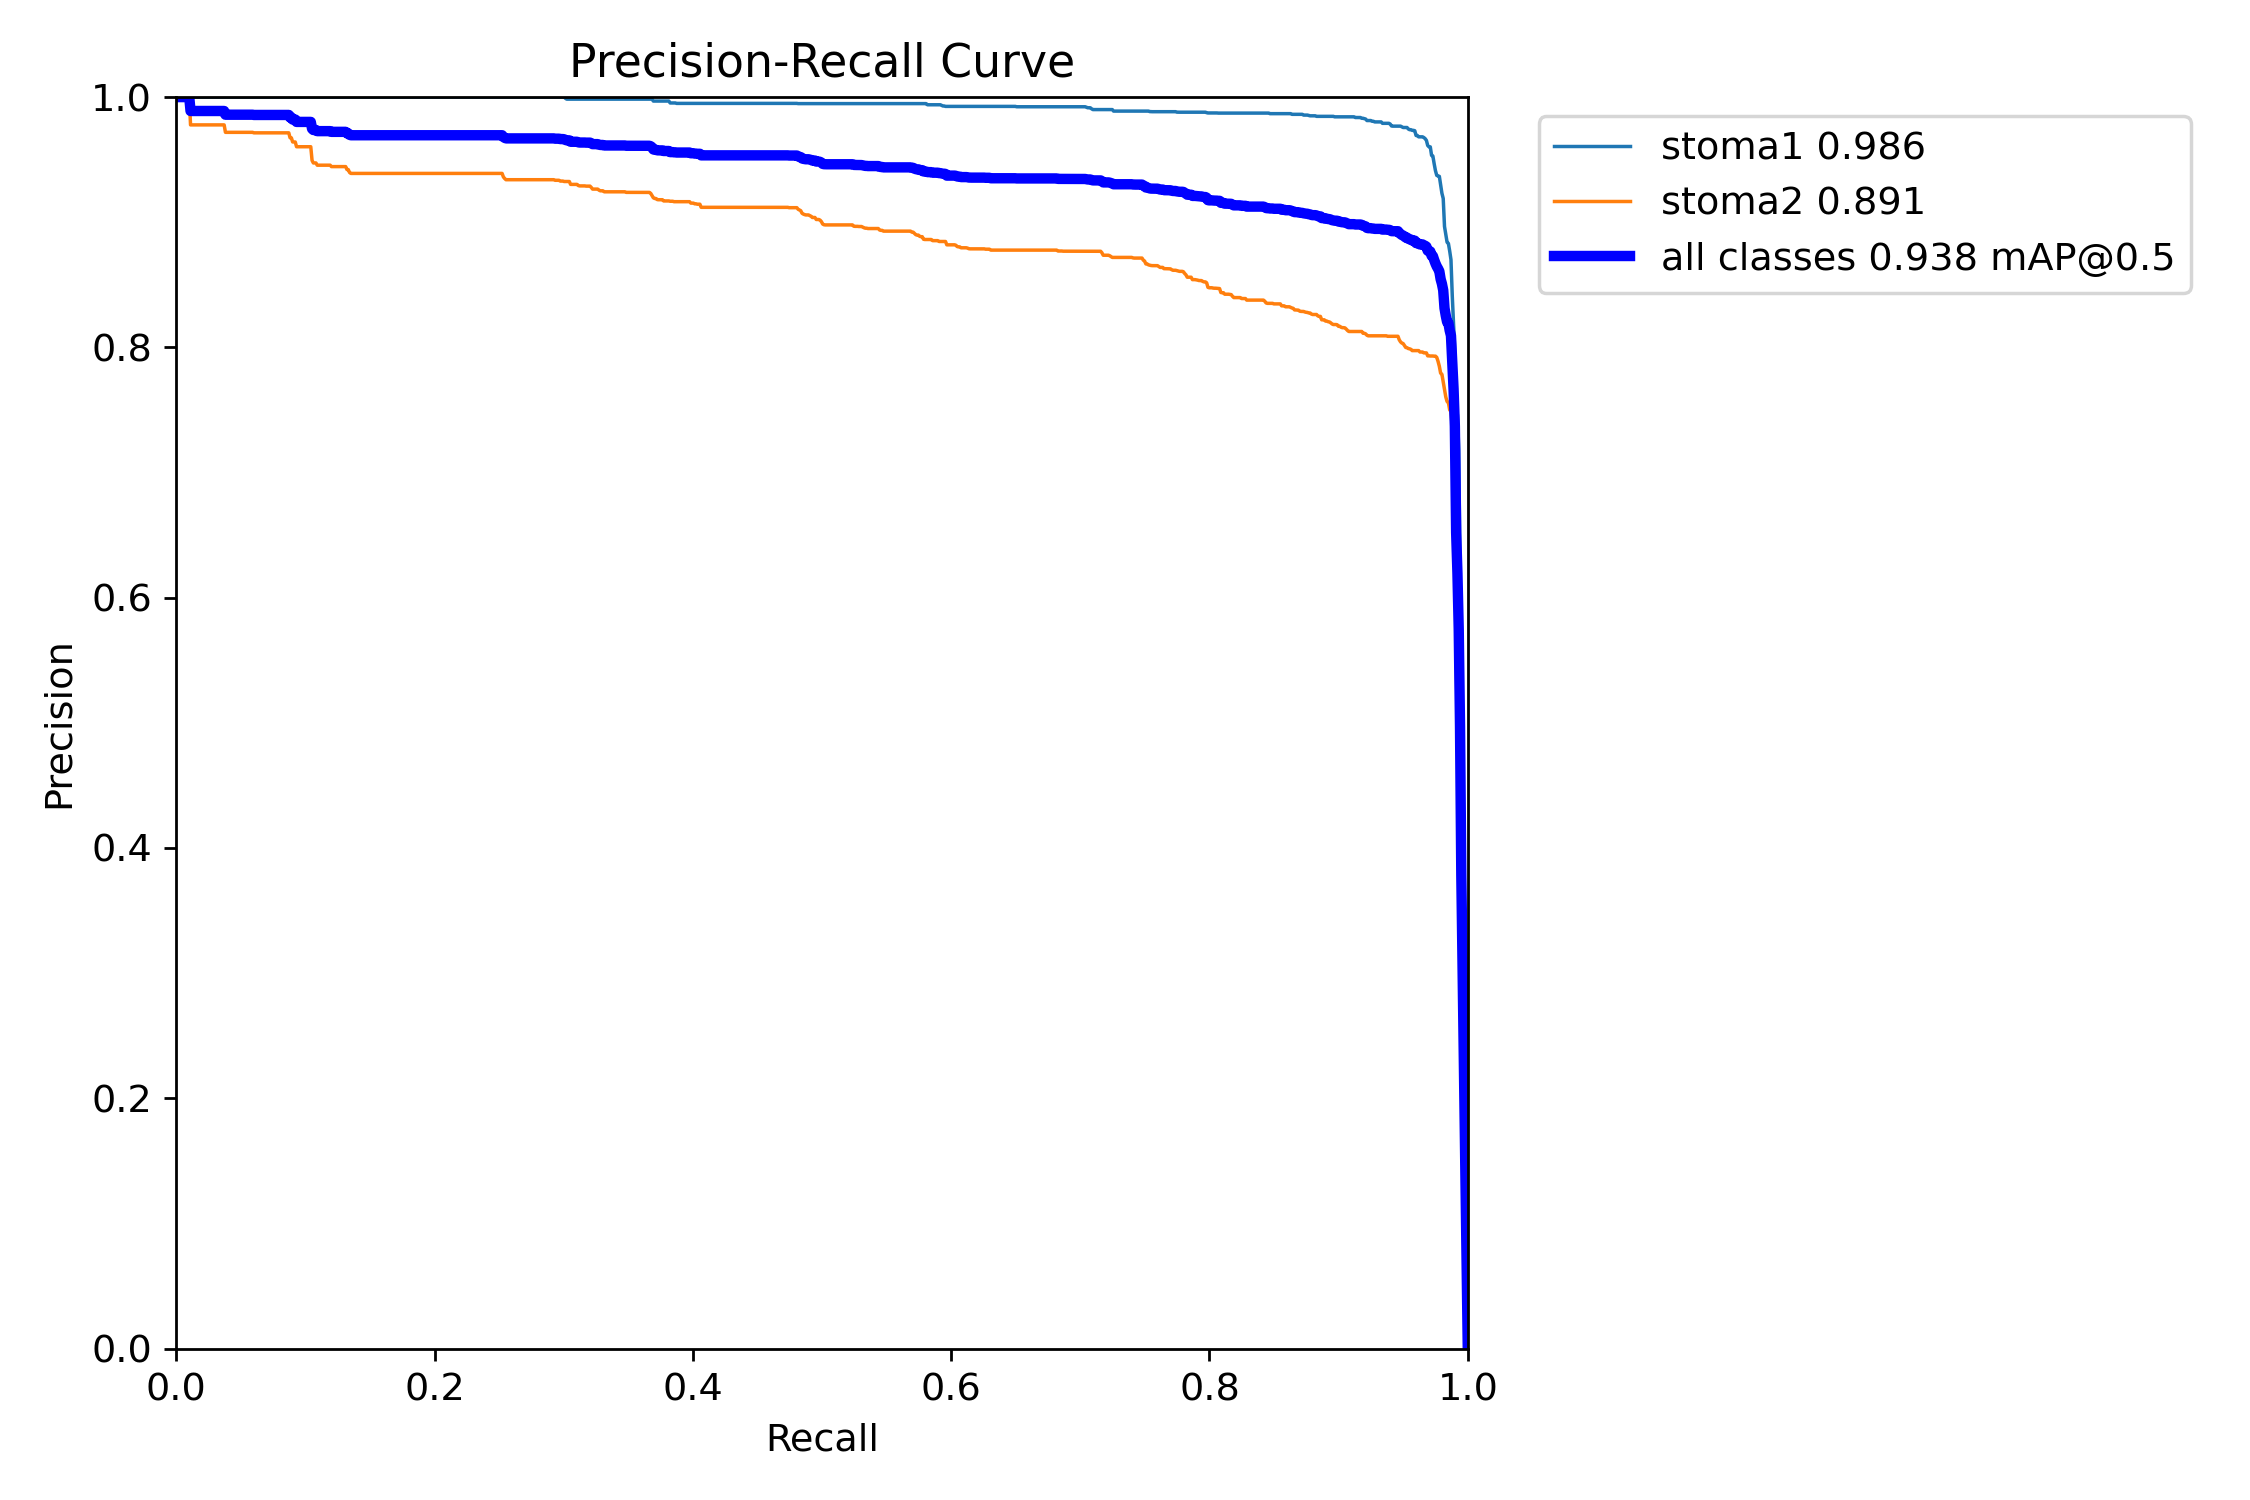 Precision-Recall Curve
1.0
0.8
0.6
0.4
0.2
0.0
Precision
0.0 0.2 0.4 0.6 0.8 1.0
Recall
stoma1 0.986
stoma2 0.891
all classes 0.938 mAP@0.5